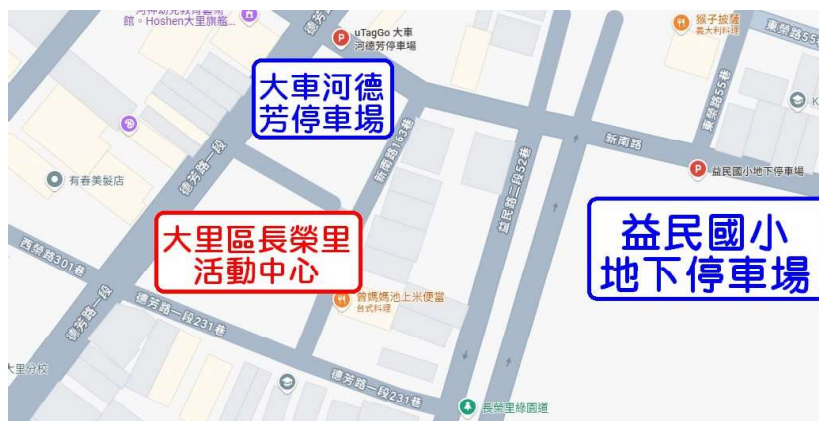 館。Hoshen大里旗艦...
uTagGo 大車
河德芳停車場
猴子披薩
義大利料理
東榮路55巷
大車河德
芳停車場
德芳路一段
新南路163巷
新南路
東榮路55巷
K
益民國小地下停車場
有春美髮店
益民路二段52巷
大里區長榮里
活動中心
益民國小
地下停車場
西榮路301巷
曾媽媽池上米便當
台式料理
德芳路一段
德芳路一段231巷
大里分校
德芳路一段231巷
長榮里綠園道